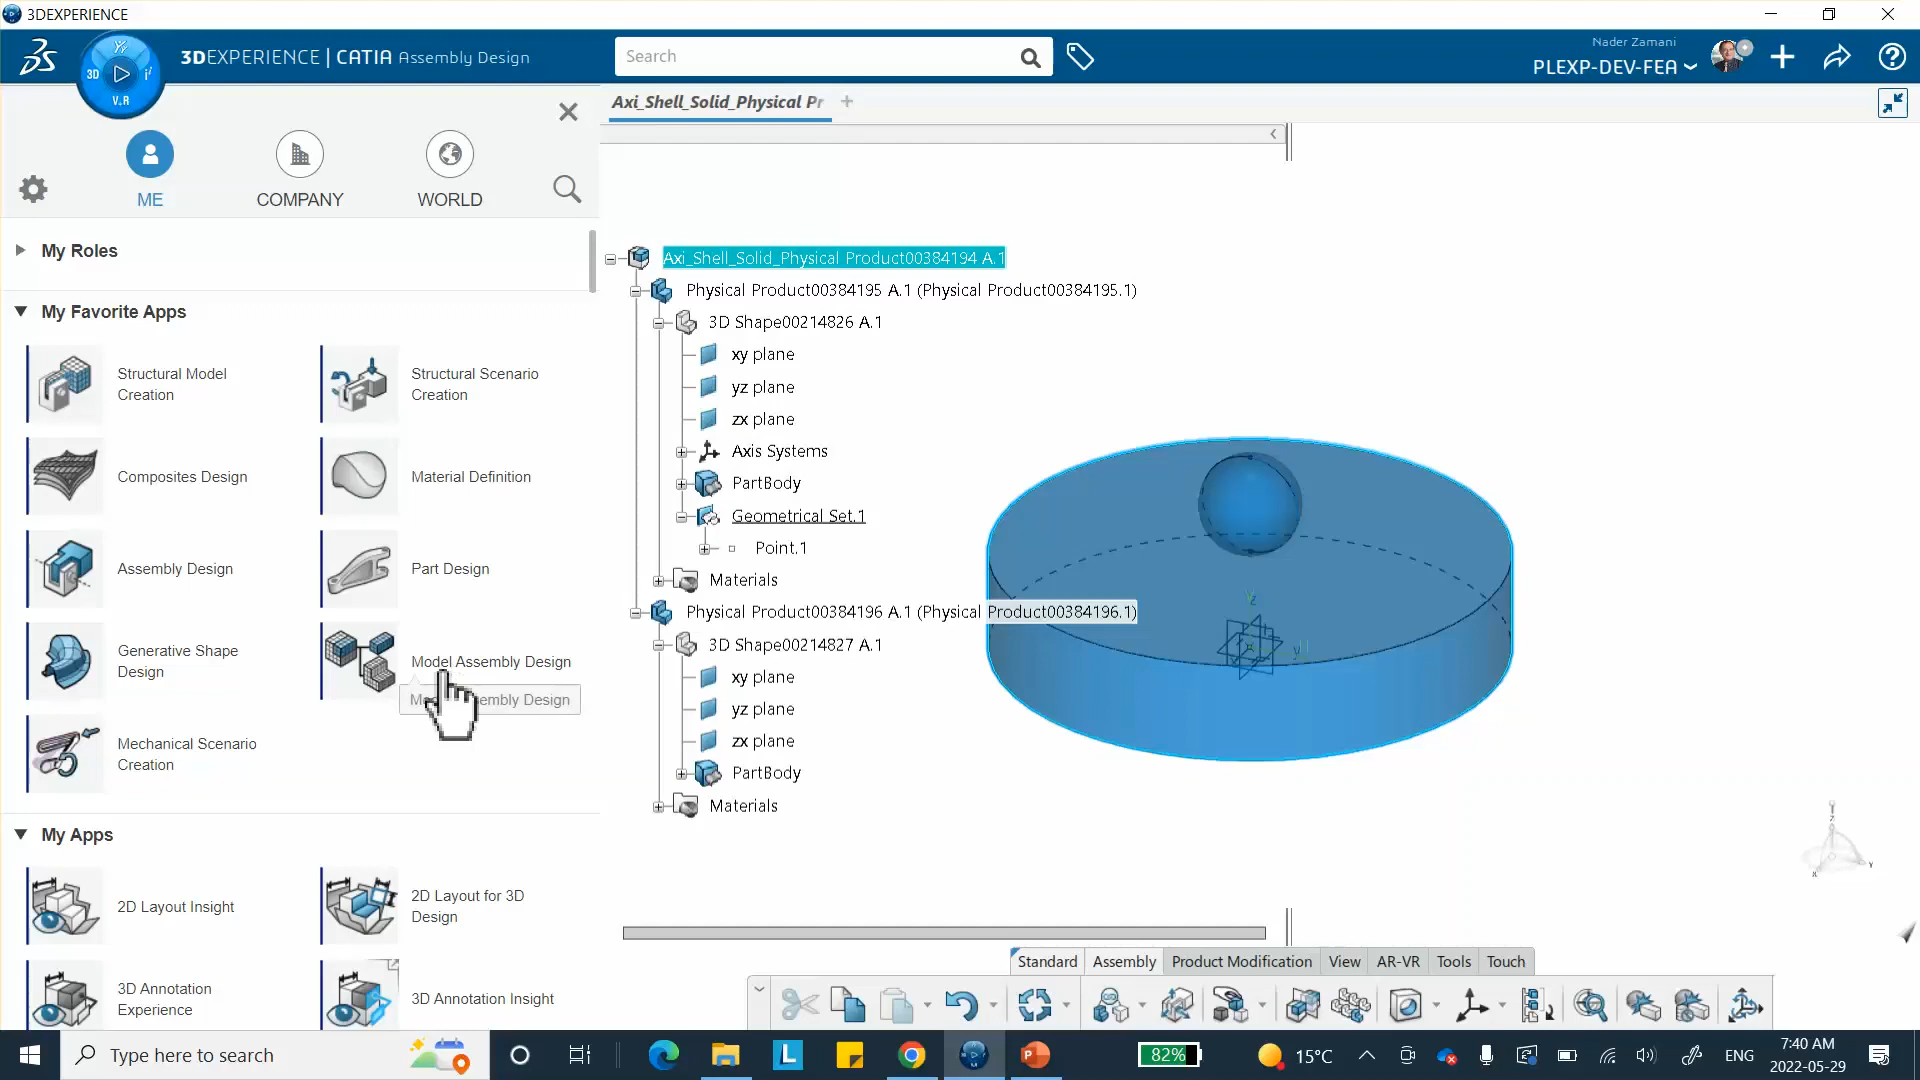 3DEXPERIENCE
3DEXPERIENCE | CATIA Assembly Design
Search
Nader Zamani
PLEXP-DEV-FEA
3D
V.R
Axi_Shell_Solid_Physical Pr
ME
COMPANY
WORLD
My Roles
My Favorite Apps
Structural Model
Creation
Structural Scenario
Creation
Composites Design
Material Definition
Assembly Design
Part Design
Generative Shape
Design
Model Assembly Design
Mechanical Scenario
Creation
My Apps
2D Layout Insight
2D Layout for 3D
Design
3D Annotation
Experience
3D Annotation Insight
Axi_Shell_Solid_Physical Product00384194 A.1
Physical Product00384195 A.1 (Physical Product00384195.1)
3D Shape00214826 A.1
xy plane
yz plane
zx plane
Axis Systems
PartBody
Geometrical Set.1
Point.1
Materials
Physical Product00384196 A.1 (Physical Product00384196.1)
3D Shape00214827 A.1
xy plane
yz plane
zx plane
PartBody
Materials
Standard
Assembly
Product Modification
View
AR-VR
Tools
Touch
Type here to search
82%
15°C
ENG
7:40 AM
2022-05-29